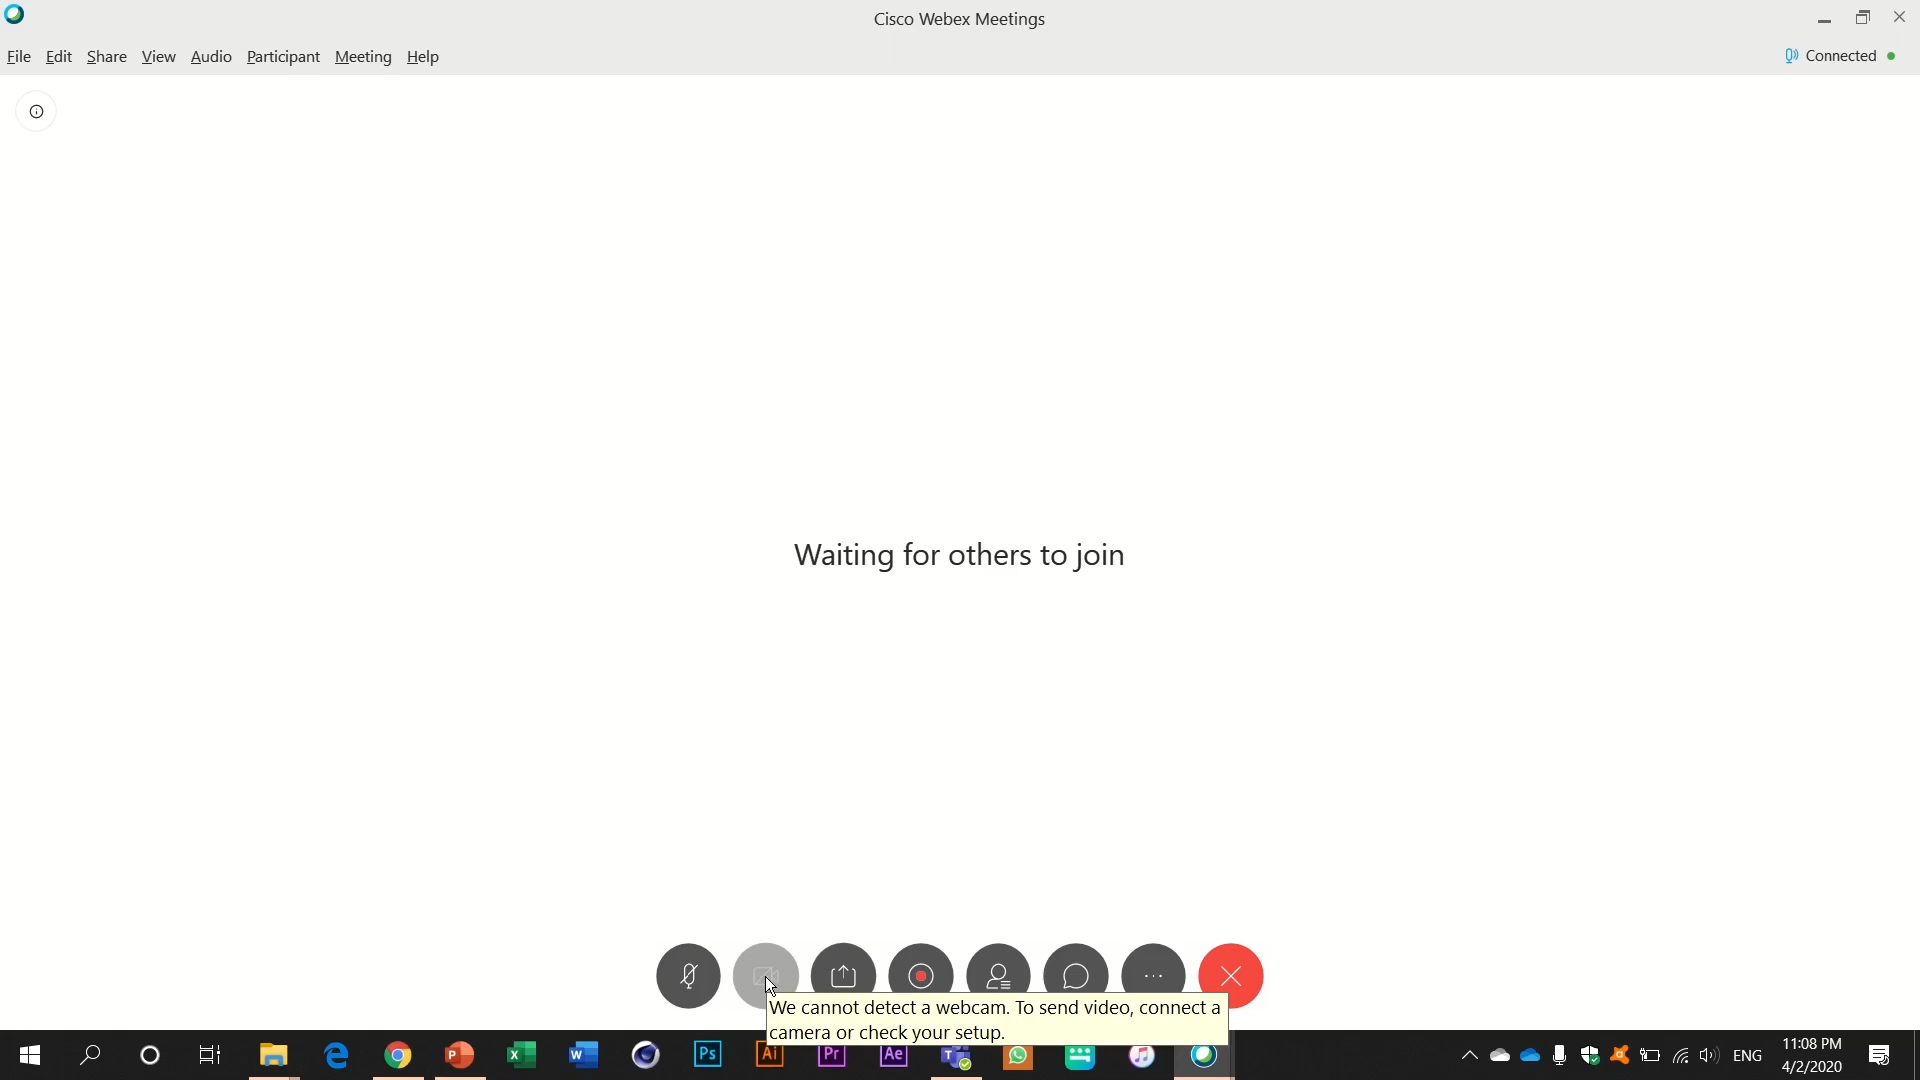 Cisco Webex Meetings
File Edit Share View Audio Participant Meeting Help
Connected
Waiting for others to join
We cannot detect a webcam. To send video, connect a
camera or check your setup.
P
X
W
Ps
Ai
Pr
Ae
T
ENG
11:08 PM
4/2/2020